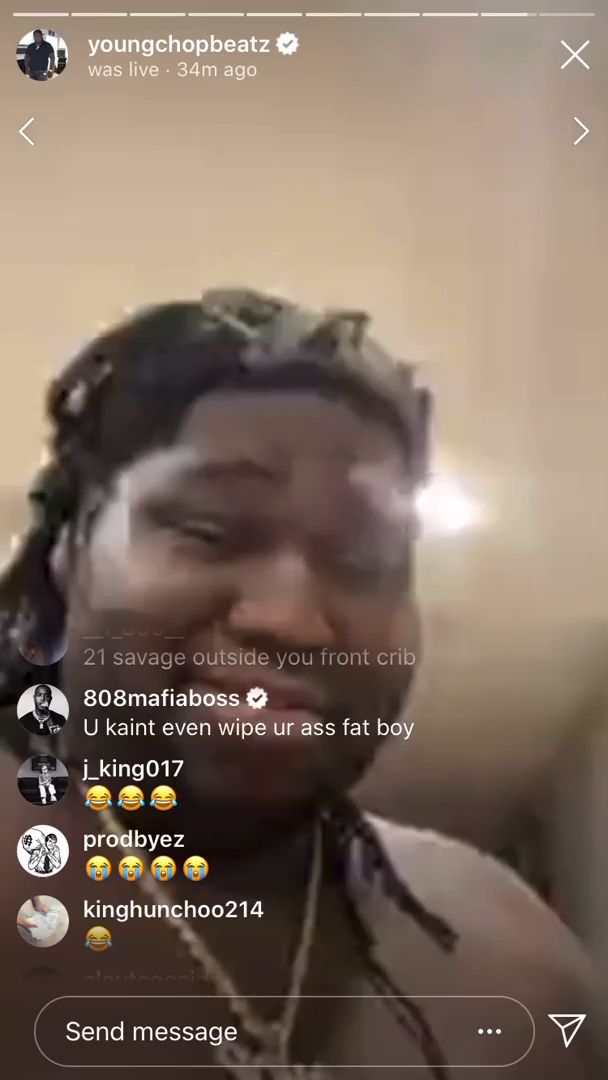 youngchopbeatz
was live · 34m ago
21 savage outside you front crib
808mafiaboss
U kaint even wipe ur ass fat boy
j_king017
😂😂😂
prodbyez
😭😭😭😭
kinghunchoo214
😂
Send message